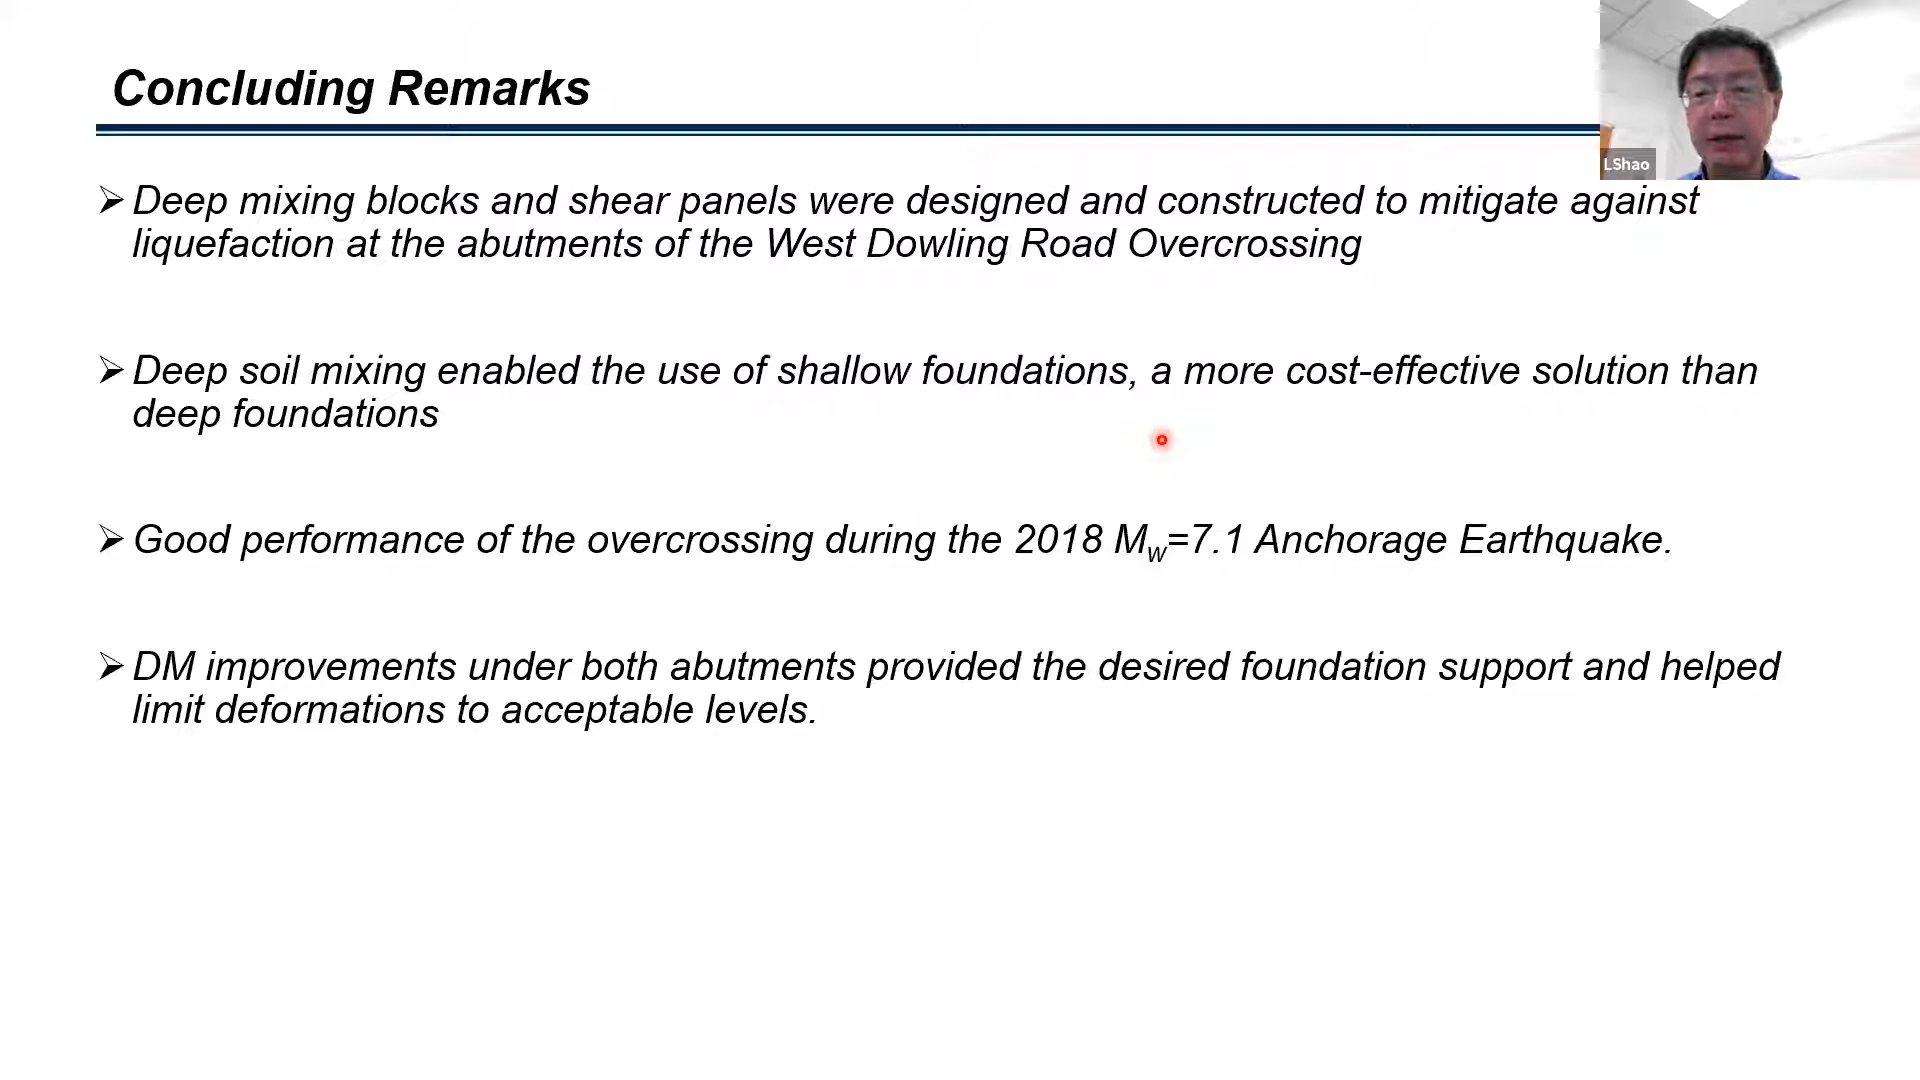 Concluding Remarks
LShao
➢ Deep mixing blocks and shear panels were designed and constructed to mitigate against
liquefaction at the abutments of the West Dowling Road Overcrossing
➢ Deep soil mixing enabled the use of shallow foundations, a more cost-effective solution than
deep foundations
➢ Good performance of the overcrossing during the 2018 Mw=7.1 Anchorage Earthquake.
➢ DM improvements under both abutments provided the desired foundation support and helped
limit deformations to acceptable levels.